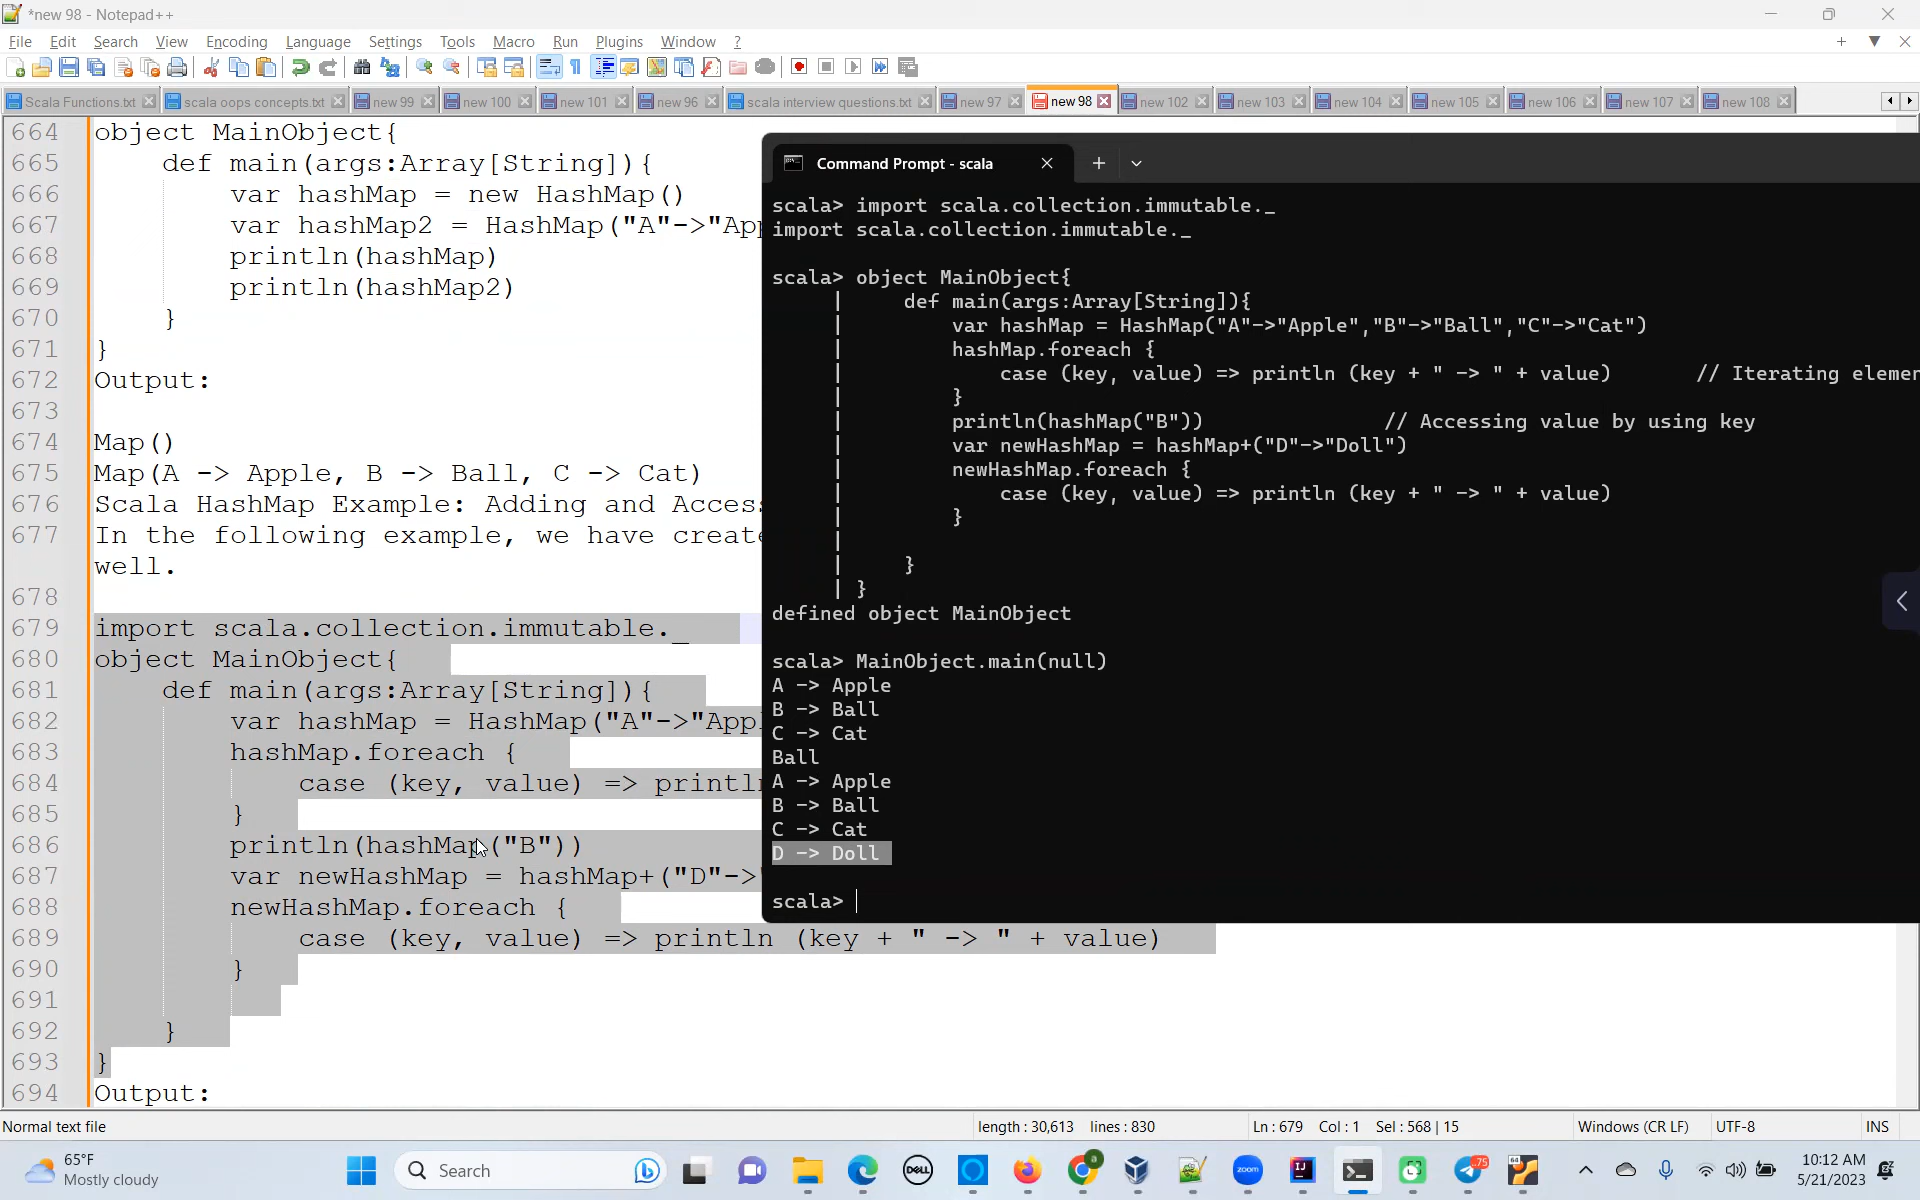 *new 98 - Notepad++
File Edit Search View Encoding Language Settings Tools Macro Run Plugins Window ?
Scala Functions.txt scala oops concepts.txt new 99 new 100 new 101 new 96 scala interview questions.txt new 97 new 98 new 102 new 103 new 104 new 105 new 106 new 107 new 108
664 object MainObject{
665 def main(args:Array[String]){
666 var hashMap = new HashMap()
667 var hashMap2 = HashMap("A"->"App
668 println(hashMap)
669 println(hashMap2)
670 }
671 }
672 Output:
673
674 Map()
675 Map(A -> Apple, B -> Ball, C -> Cat)
676 Scala HashMap Example: Adding and Access
677 In the following example, we have create
well.
678
679 import scala.collection.immutable._
680 object MainObject{
681 def main(args:Array[String]){
682 var hashMap = HashMap("A"->"Appl
683 hashMap.foreach {
684 case (key, value) => println
685 }
686 println(hashMap("B"))
687 var newHashMap = hashMap+("D"->"
688 newHashMap.foreach {
689 case (key, value) => println (key + " -> " + value)
690 }
691
692 }
693 }
694 Output:
Command Prompt - scala
scala> import scala.collection.immutable._
import scala.collection.immutable._
scala> object MainObject{
| def main(args:Array[String]){
| var hashMap = HashMap("A"->"Apple","B"->"Ball","C"->"Cat")
| hashMap.foreach {
| case (key, value) => println (key + " -> " + value) // Iterating elemen
| }
| println(hashMap("B")) // Accessing value by using key
| var newHashMap = hashMap+("D"->"Doll")
| newHashMap.foreach {
| case (key, value) => println (key + " -> " + value)
| }
|
| }
| }
defined object MainObject
scala> MainObject.main(null)
A -> Apple
B -> Ball
C -> Cat
Ball
A -> Apple
B -> Ball
C -> Cat
D -> Doll
scala>
Normal text file length : 30,613 lines : 830 Ln : 679 Col : 1 Sel : 568 | 15 Windows (CR LF) UTF-8 INS
65°F
Mostly cloudy
Search
DELL
zoom
IJ
75
64
a
10:12 AM
5/21/2023